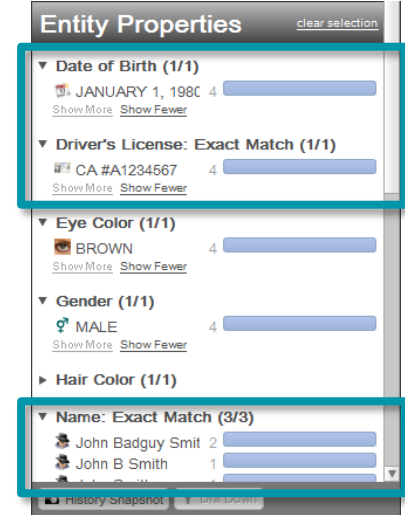 Entity Properties clear selection
▼ Date of Birth (1/1)
JANUARY 1, 1980 4
Show More Show Fewer
▼ Driver's License: Exact Match (1/1)
CA #A1234567 4
Show More Show Fewer
▼ Eye Color (1/1)
BROWN 4
Show More Show Fewer
▼ Gender (1/1)
MALE 4
Show More Show Fewer
► Hair Color (1/1)
▼ Name: Exact Match (3/3)
John Badguy Smit 2
John B Smith 1
John Smith 1
History Snapshot Drill Down